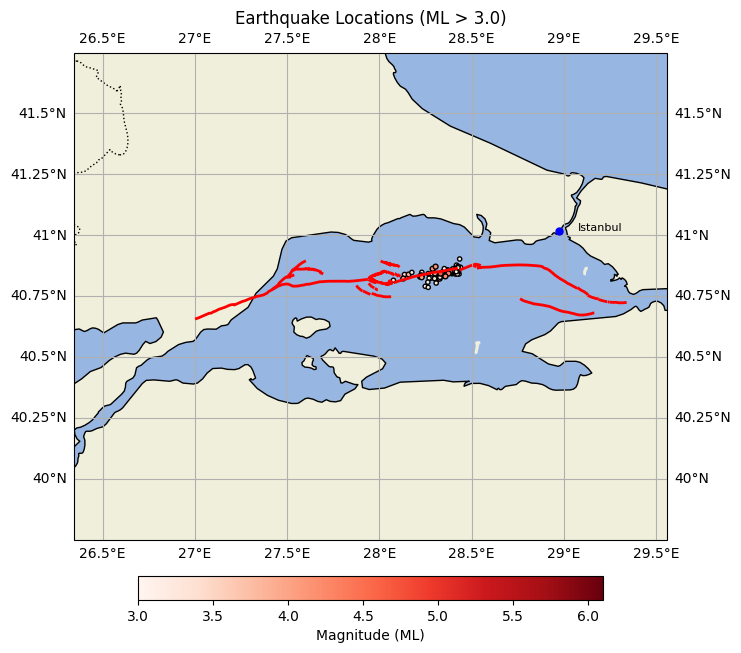 Earthquake Locations (ML > 3.0)
26.5°E 27°E 27.5°E 28°E 28.5°E 29°E 29.5°E
41.5°N 41.5°N
41.25°N 41.25°N
41°N Istanbul 41°N
40.75°N 40.75°N
40.5°N 40.5°N
40.25°N 40.25°N
40°N 40°N
26.5°E 27°E 27.5°E 28°E 28.5°E 29°E 29.5°E
3.0 3.5 4.0 4.5 5.0 5.5 6.0
Magnitude (ML)